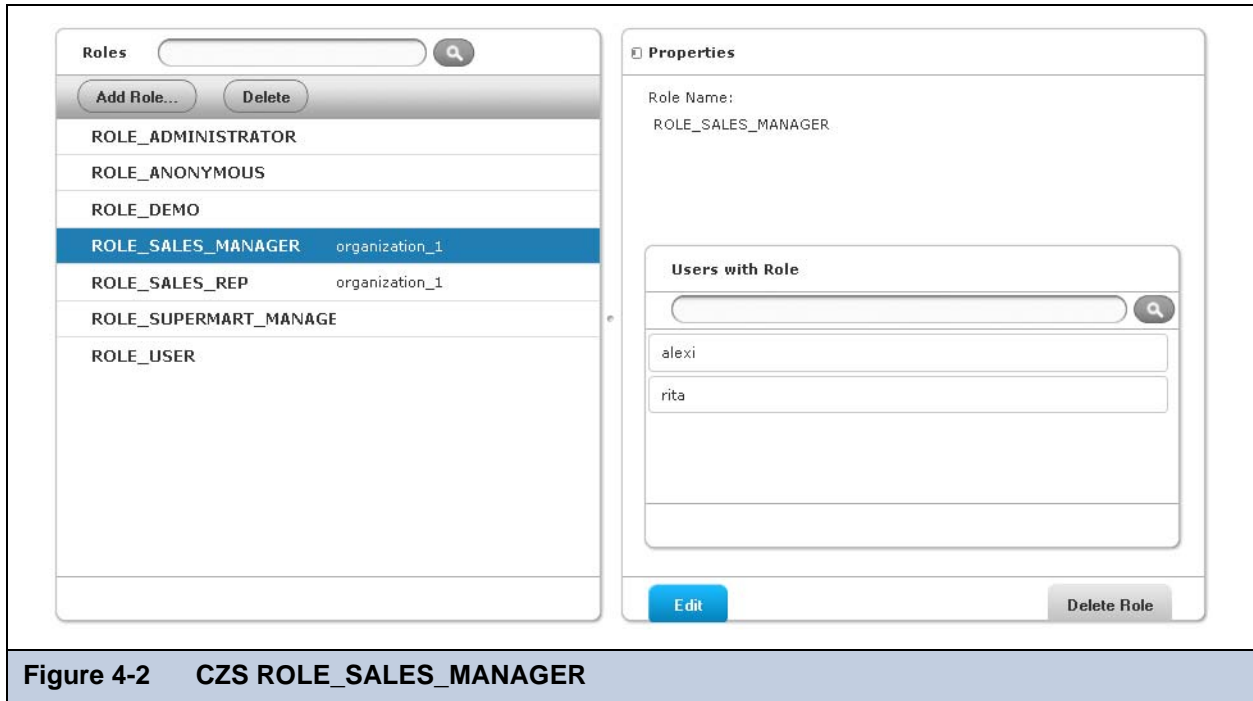 Roles
Add Role... Delete
ROLE_ADMINISTRATOR
ROLE_ANONYMOUS
ROLE_DEMO
ROLE_SALES_MANAGER organization_1
ROLE_SALES_REP organization_1
ROLE_SUPERMART_MANAGE
ROLE_USER
Properties
Role Name:
ROLE_SALES_MANAGER
Users with Role
alexi
rita
Edit Delete Role
Figure 4-2 CZS ROLE_SALES_MANAGER